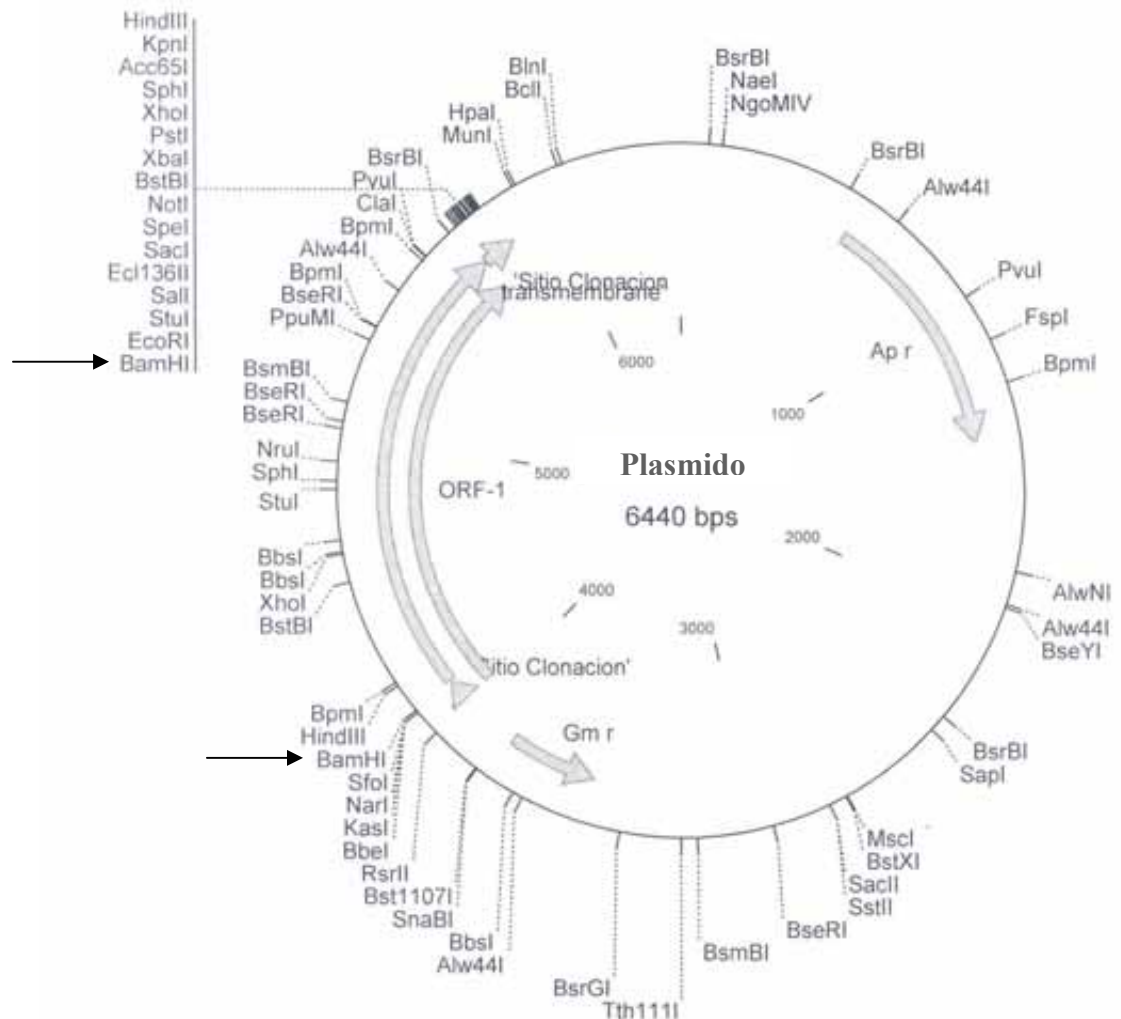 HindIII
KpnI
Acc65I
SphI
XhoI
PstI
XbaI
BstBI
NotI
SpeI
SacI
Ecl136II
SalI
StuI
EcoRI
BamHI
BlnI
BclI
HpaI
MunI
BsrBI
PvuI
ClaI
BpmI
Alw44I
BpmI
BseRI
PpuMI
BsmBI
BseRI
BseRI
NruI
SphI
StuI
BbsI
BbsI
XhoI
BstBI
BpmI
HindIII
BamHI
SfoI
NarI
KasI
BbeI
RsrII
Bst1107I
SnaBI
BbsI
Alw44I
BsrGI
Tth111I
BsmBI
BseRI
SstII
SacII
BstXI
MscI
SapI
BsrBI
BseYI
Alw44I
AlwNI
BpmI
FspI
PvuI
Alw44I
BsrBI
NgoMIV
NaeI
BsrBI
'Sitio Clonacion
transmembrane'
6000
Ap r
1000
5000
ORF-1
Plasmido
6440 bps
2000
4000
3000
itio Clonacion'
Gm r